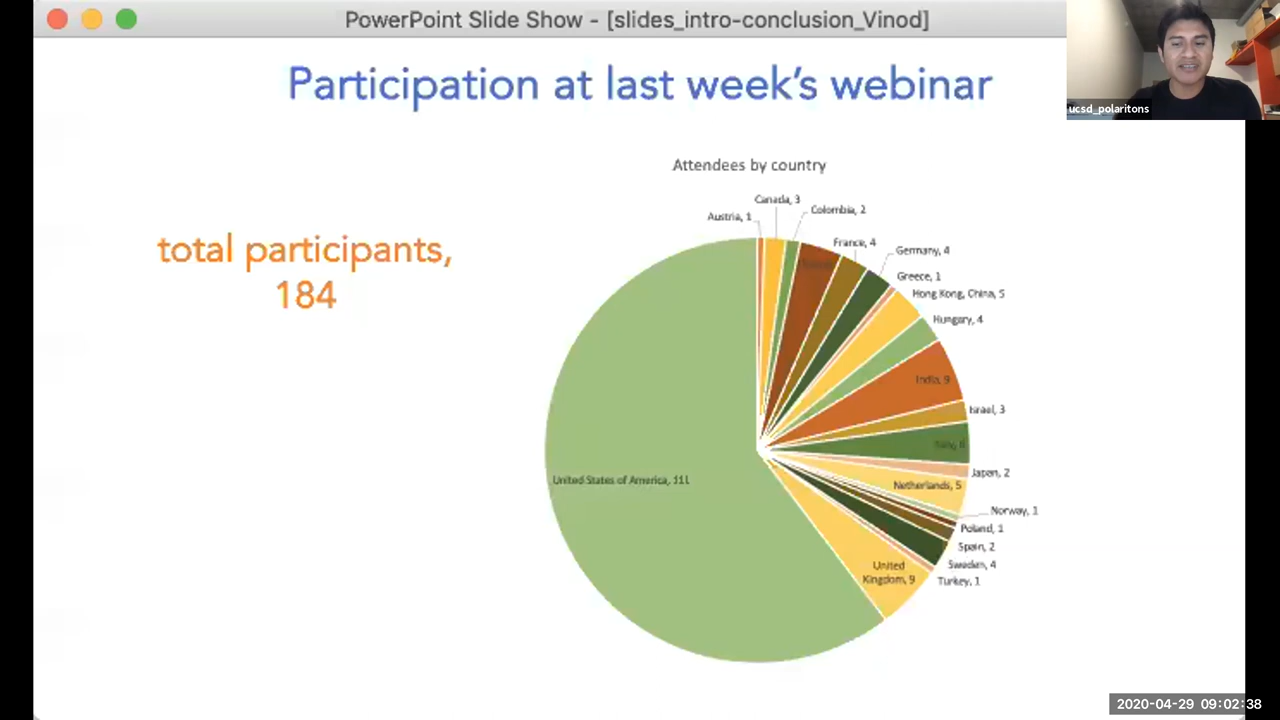 PowerPoint Slide Show - [slides_intro-conclusion_Vinod]
ucsd_polaritons
Participation at last week's webinar
total participants,
184
Attendees by country
Austria, 1
Canada, 3
Colombia, 2
France, 4
Germany, 4
Greece, 1
Hong Kong, China, 5
Hungary, 4
India, 9
Israel, 3
Japan, 2
Netherlands, 5
Norway, 1
Poland, 1
Spain, 2
Sweden, 4
Turkey, 1
United
Kingdom, 9
United States of America, 111
2020-04-29 09:02:38